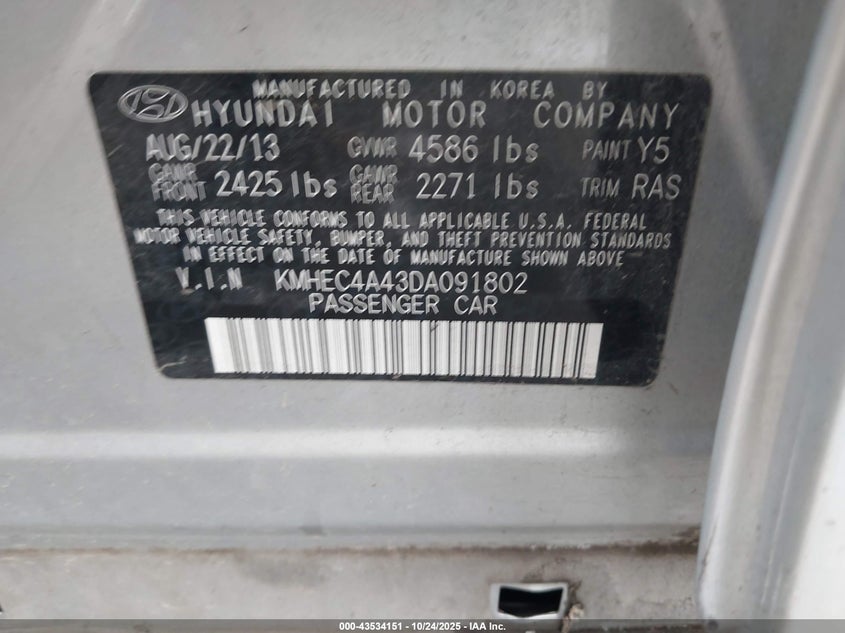 MANUFACTURED IN KOREA BY
HYUNDAI MOTOR COMPANY
AUG/22/13 GVWR 4586 lbs PAINT Y5
GAWR FRONT 2425 lbs GAWR REAR 2271 lbs TRIM RAS
THIS VEHICLE CONFORMS TO ALL APPLICABLE U.S.A. FEDERAL
MOTOR VEHICLE SAFETY, BUMPER, AND THEFT PREVENTION STANDARDS
IN EFFECT ON THE DATE OF MANUFACTURE SHOWN ABOVE.
V.I.N KMHEC4A43DA091802
PASSENGER CAR
000-43534151 - 10/24/2025 - IAA Inc.